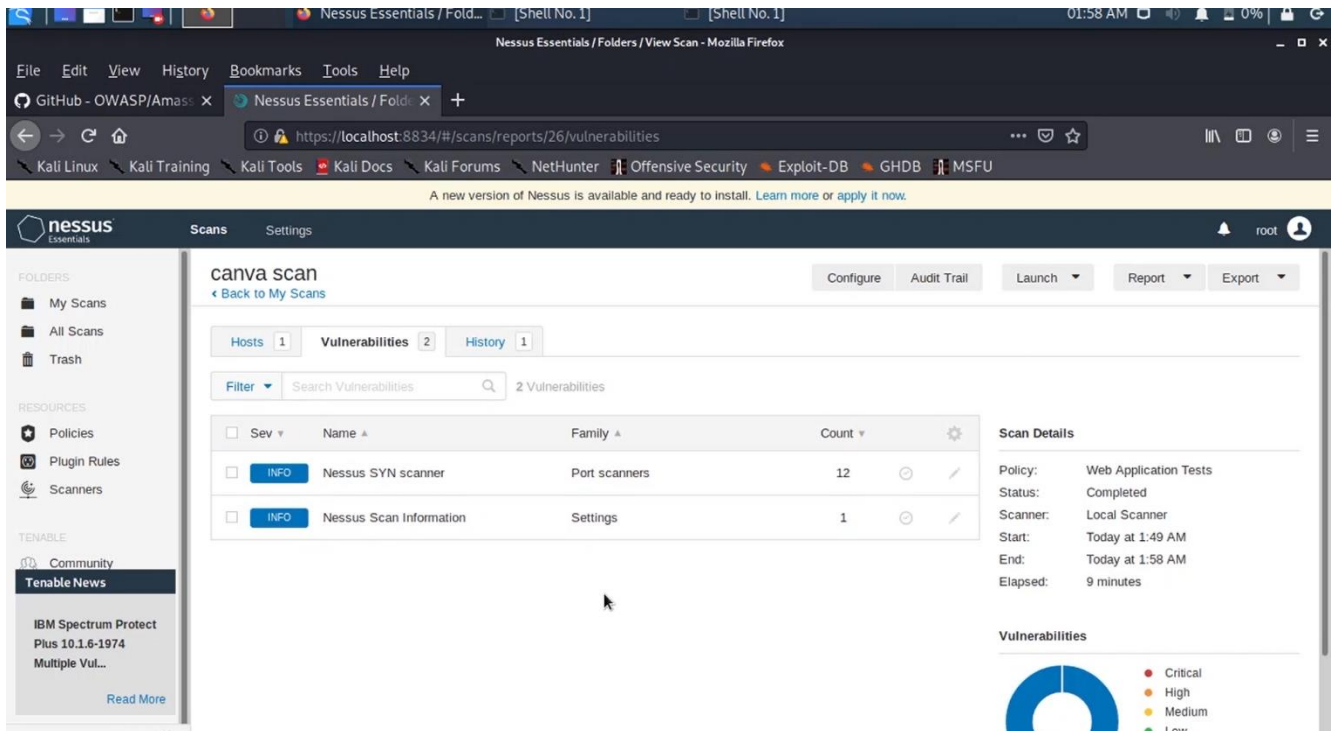 Nessus Essentials / Fold... [Shell No. 1] [Shell No. 1] 01:58 AM 0%
Nessus Essentials / Folders / View Scan - Mozilla Firefox
File Edit View History Bookmarks Tools Help
GitHub - OWASP/Amass Nessus Essentials / Folde
https://localhost:8834/#/scans/reports/26/vulnerabilities
Kali Linux Kali Training Kali Tools Kali Docs Kali Forums NetHunter Offensive Security Exploit-DB GHDB MSFU
A new version of Nessus is available and ready to install. Learn more or apply it now.
nessus Essentials Scans Settings root
FOLDERS
My Scans
All Scans
Trash
RESOURCES
Policies
Plugin Rules
Scanners
TENABLE
Community
Tenable News
IBM Spectrum Protect
Plus 10.1.6-1974
Multiple Vul...
Read More
canva scan
< Back to My Scans
Configure Audit Trail Launch Report Export
Hosts 1 Vulnerabilities 2 History 1
Filter Search Vulnerabilities 2 Vulnerabilities
Sev Name Family Count
INFO Nessus SYN scanner Port scanners 12
INFO Nessus Scan Information Settings 1
Scan Details
Policy: Web Application Tests
Status: Completed
Scanner: Local Scanner
Start: Today at 1:49 AM
End: Today at 1:58 AM
Elapsed: 9 minutes
Vulnerabilities
Critical
High
Medium
Low